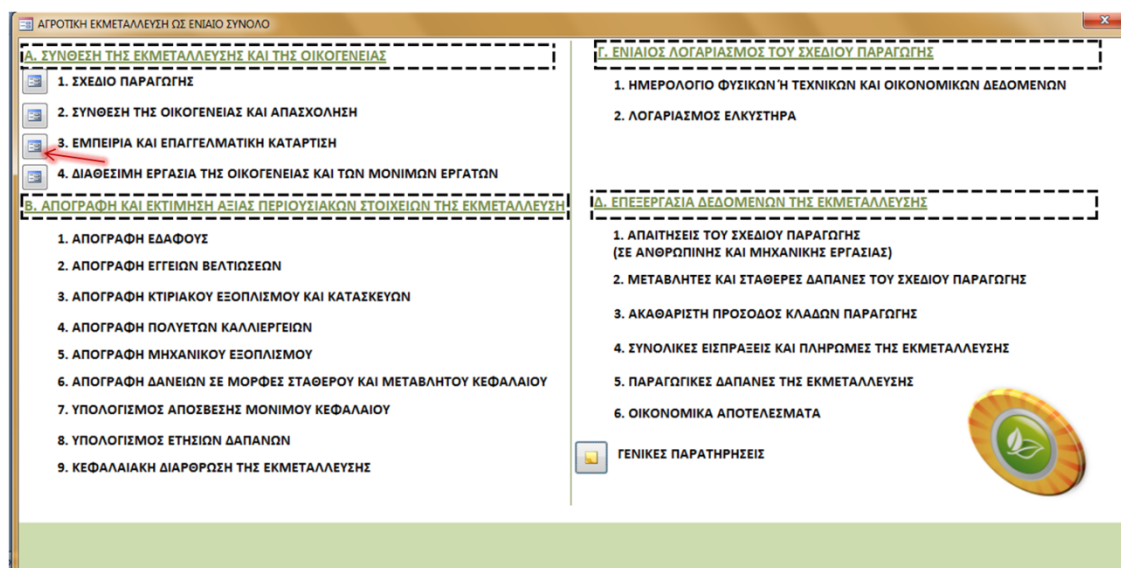 ΑΓΡΟΤΙΚΗ ΕΚΜΕΤΑΛΛΕΥΣΗ ΩΣ ΕΝΙΑΙΟ ΣΥΝΟΛΟ
Α. ΣΥΝΘΕΣΗ ΤΗΣ ΕΚΜΕΤΑΛΛΕΥΣΗΣ ΚΑΙ ΤΗΣ ΟΙΚΟΓΕΝΕΙΑΣ
1. ΣΧΕΔΙΟ ΠΑΡΑΓΩΓΗΣ
2. ΣΥΝΘΕΣΗ ΤΗΣ ΟΙΚΟΓΕΝΕΙΑΣ ΚΑΙ ΑΠΑΣΧΟΛΗΣΗ
3. ΕΜΠΕΙΡΙΑ ΚΑΙ ΕΠΑΓΓΕΛΜΑΤΙΚΗ ΚΑΤΑΡΤΙΣΗ
4. ΔΙΑΘΕΣΙΜΗ ΕΡΓΑΣΙΑ ΤΗΣ ΟΙΚΟΓΕΝΕΙΑΣ ΚΑΙ ΤΩΝ ΜΟΝΙΜΩΝ ΕΡΓΑΤΩΝ
Β. ΑΠΟΓΡΑΦΗ ΚΑΙ ΕΚΤΙΜΗΣΗ ΑΞΙΑΣ ΠΕΡΙΟΥΣΙΑΚΩΝ ΣΤΟΙΧΕΙΩΝ ΤΗΣ ΕΚΜΕΤΑΛΛΕΥΣΗ
1. ΑΠΟΓΡΑΦΗ ΕΔΑΦΟΥΣ
2. ΑΠΟΓΡΑΦΗ ΕΓΓΕΙΩΝ ΒΕΛΤΙΩΣΕΩΝ
3. ΑΠΟΓΡΑΦΗ ΚΤΙΡΙΑΚΟΥ ΕΞΟΠΛΙΣΜΟΥ ΚΑΙ ΚΑΤΑΣΚΕΥΩΝ
4. ΑΠΟΓΡΑΦΗ ΠΟΛΥΕΤΩΝ ΚΑΛΛΙΕΡΓΕΙΩΝ
5. ΑΠΟΓΡΑΦΗ ΜΗΧΑΝΙΚΟΥ ΕΞΟΠΛΙΣΜΟΥ
6. ΑΠΟΓΡΑΦΗ ΔΑΝΕΙΩΝ ΣΕ ΜΟΡΦΕΣ ΣΤΑΘΕΡΟΥ ΚΑΙ ΜΕΤΑΒΛΗΤΟΥ ΚΕΦΑΛΑΙΟΥ
7. ΥΠΟΛΟΓΙΣΜΟΣ ΑΠΟΣΒΕΣΗΣ ΜΟΝΙΜΟΥ ΚΕΦΑΛΑΙΟΥ
8. ΥΠΟΛΟΓΙΣΜΟΣ ΕΤΗΣΙΩΝ ΔΑΠΑΝΩΝ
9. ΚΕΦΑΛΑΙΑΚΗ ΔΙΑΡΘΡΩΣΗ ΤΗΣ ΕΚΜΕΤΑΛΛΕΥΣΗΣ
Γ. ΕΝΙΑΙΟΣ ΛΟΓΑΡΙΑΣΜΟΣ ΤΟΥ ΣΧΕΔΙΟΥ ΠΑΡΑΓΩΓΗΣ
1. ΗΜΕΡΟΛΟΓΙΟ ΦΥΣΙΚΩΝ Ή ΤΕΧΝΙΚΩΝ ΚΑΙ ΟΙΚΟΝΟΜΙΚΩΝ ΔΕΔΟΜΕΝΩΝ
2. ΛΟΓΑΡΙΑΣΜΟΣ ΕΛΚΥΣΤΗΡΑ
Δ. ΕΠΕΞΕΡΓΑΣΙΑ ΔΕΔΟΜΕΝΩΝ ΤΗΣ ΕΚΜΕΤΑΛΛΕΥΣΗΣ
1. ΑΠΑΙΤΗΣΕΙΣ ΤΟΥ ΣΧΕΔΙΟΥ ΠΑΡΑΓΩΓΗΣ
(ΣΕ ΑΝΘΡΩΠΙΝΗΣ ΚΑΙ ΜΗΧΑΝΙΚΗΣ ΕΡΓΑΣΙΑΣ)
2. ΜΕΤΑΒΛΗΤΕΣ ΚΑΙ ΣΤΑΘΕΡΕΣ ΔΑΠΑΝΕΣ ΤΟΥ ΣΧΕΔΙΟΥ ΠΑΡΑΓΩΓΗΣ
3. ΑΚΑΘΑΡΙΣΤΗ ΠΡΟΣΟΔΟΣ ΚΛΑΔΩΝ ΠΑΡΑΓΩΓΗΣ
4. ΣΥΝΟΛΙΚΕΣ ΕΙΣΠΡΑΞΕΙΣ ΚΑΙ ΠΛΗΡΩΜΕΣ ΤΗΣ ΕΚΜΕΤΑΛΛΕΥΣΗΣ
5. ΠΑΡΑΓΩΓΙΚΕΣ ΔΑΠΑΝΕΣ ΤΗΣ ΕΚΜΕΤΑΛΛΕΥΣΗΣ
6. ΟΙΚΟΝΟΜΙΚΑ ΑΠΟΤΕΛΕΣΜΑΤΑ
ΓΕΝΙΚΕΣ ΠΑΡΑΤΗΡΗΣΕΙΣ